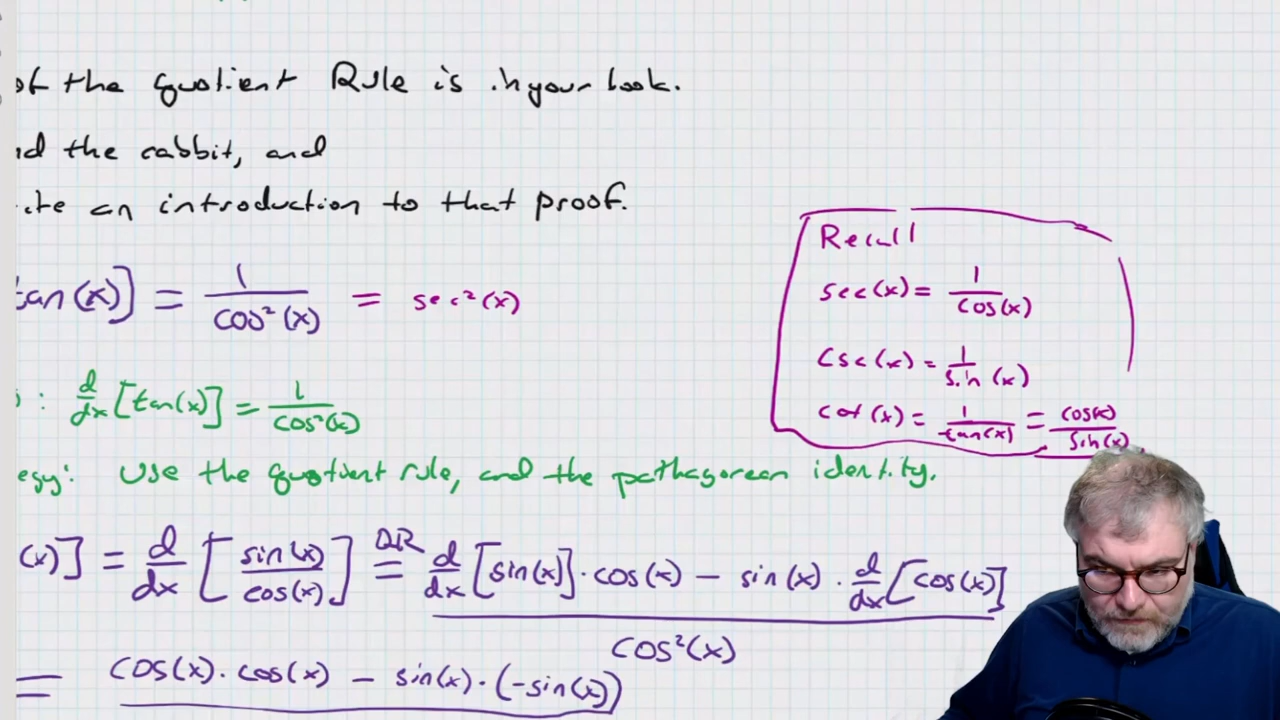 of the quotient Rule is in your book.
nd the rabbit, and
ite an introduction to that proof.
Recall
sec(x) = 1/cos(x)
tan(x)] = 1/cos²(x) = sec²(x)
csc(x) = 1/sin(x)
: d/dx [tan(x)] = 1/cos²(x)
cot(x) = 1/tan(x) = cos(x)/sin(x)
egy: Use the quotient rule, and the pathagorean identity.
(x)] = d/dx [sin(x)/cos(x)] QR = d/dx [sin(x)] · cos(x) − sin(x) · d/dx [cos(x)]
cos²(x)
= cos(x) · cos(x) − sin(x) · (−sin(x))